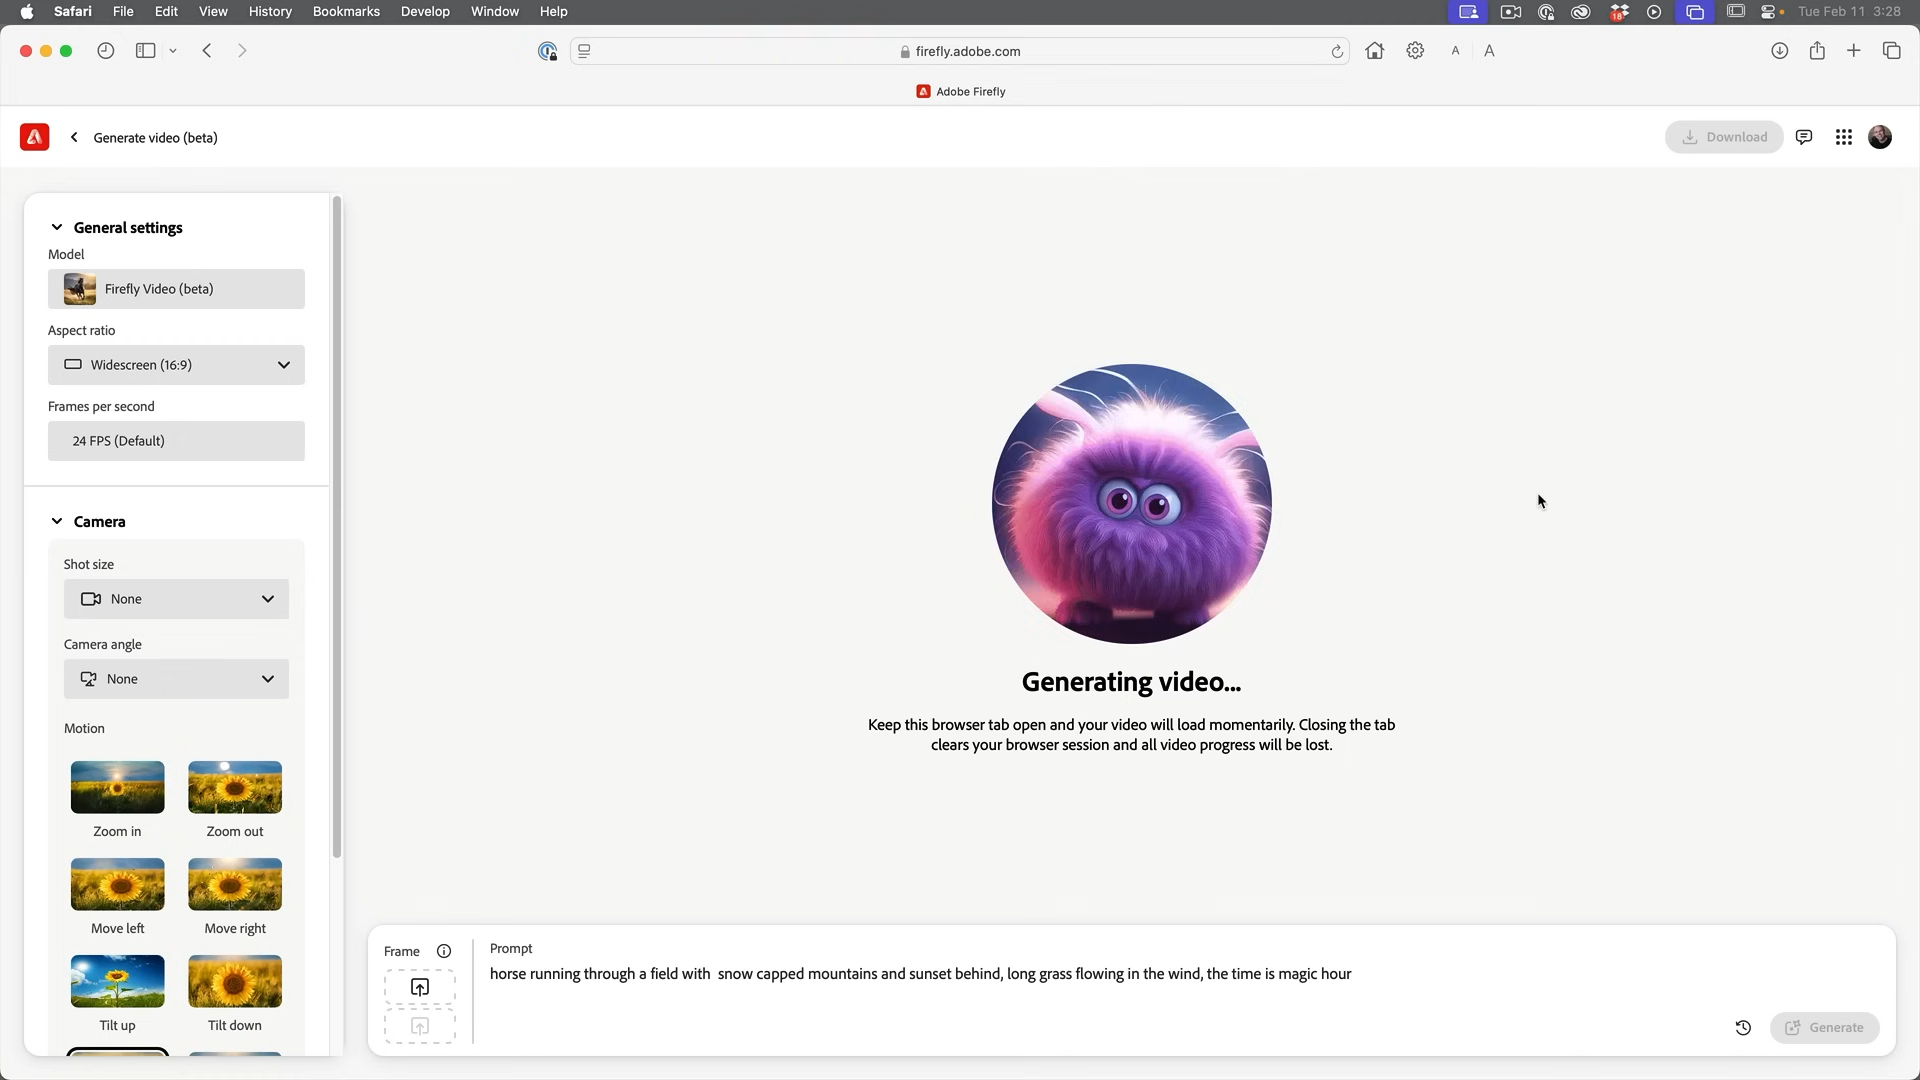 Safari File Edit View History Bookmarks Develop Window Help
18
Tue Feb 11 3:28
firefly.adobe.com
A A
Adobe Firefly
Generate video (beta)
Download
General settings
Model
Firefly Video (beta)
Aspect ratio
Widescreen (16:9)
Frames per second
24 FPS (Default)
Camera
Shot size
None
Camera angle
None
Motion
Zoom in
Zoom out
Move left
Move right
Tilt up
Tilt down
Generating video...
Keep this browser tab open and your video will load momentarily. Closing the tab
clears your browser session and all video progress will be lost.
Frame
Prompt
horse running through a field with  snow capped mountains and sunset behind, long grass flowing in the wind, the time is magic hour
Generate